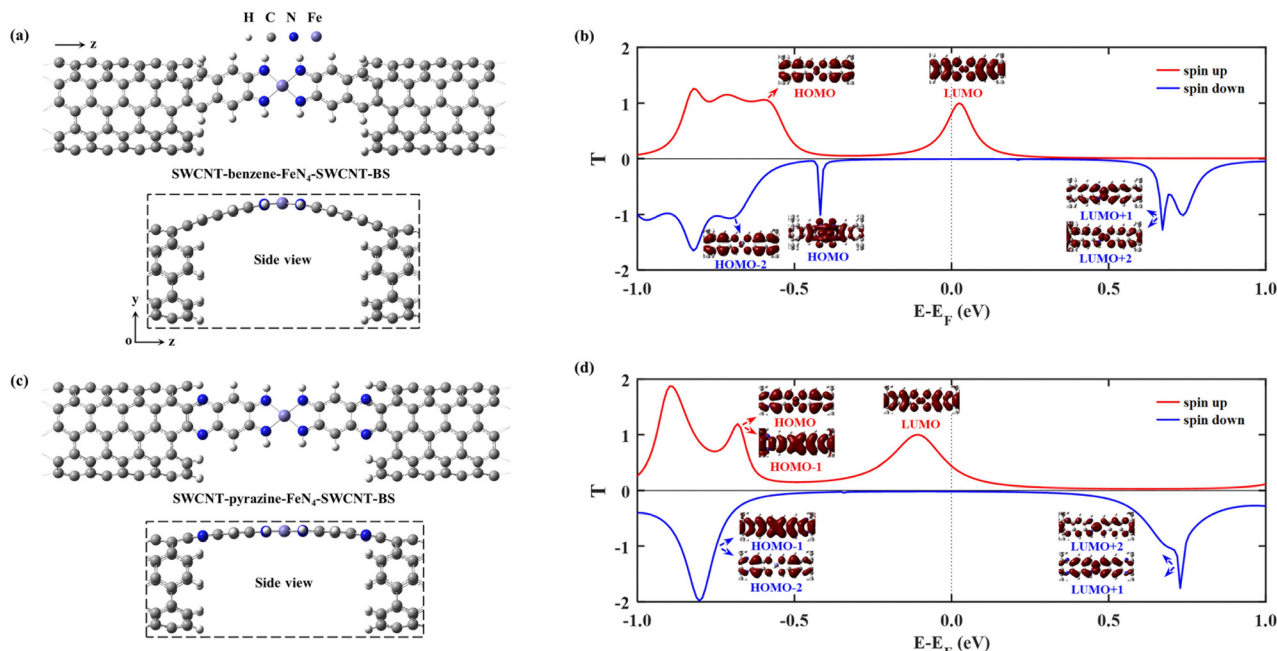 (a)
H C N Fe
z
SWCNT-benzene-FeN₄-SWCNT-BS
Side view
y
o
z
(b)
2
1
0
-1
-2
T
HOMO
LUMO
spin up
spin down
HOMO-2
HOMO
LUMO+1
LUMO+2
-1.0 -0.5 0.0 0.5 1.0
E-E_F (eV)
(c)
SWCNT-pyrazine-FeN₄-SWCNT-BS
Side view
(d)
2
1
0
-1
-2
T
HOMO
HOMO-1
LUMO
spin up
spin down
HOMO-1
HOMO-2
LUMO+2
LUMO+1
-1.0 -0.5 0.0 0.5 1.0
E-E_F (eV)